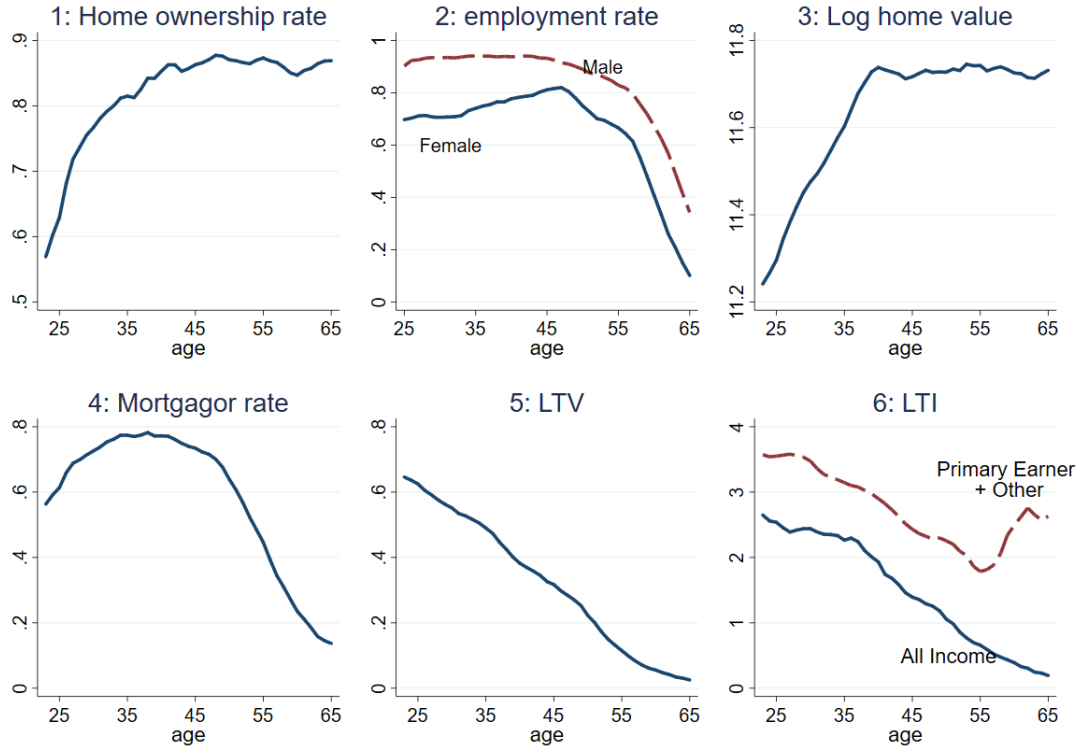 1: Home ownership rate
.9
.8
.7
.6
.5
25 35 45 55 65
age
2: employment rate
1
.8
.6
.4
.2
0
Male
Female
25 35 45 55 65
age
3: Log home value
11.8
11.6
11.4
11.2
25 35 45 55 65
age
4: Mortgagor rate
.8
.6
.4
.2
0
25 35 45 55 65
age
5: LTV
.8
.6
.4
.2
0
25 35 45 55 65
age
6: LTI
4
3
2
1
0
Primary Earner
+ Other
All Income
25 35 45 55 65
age